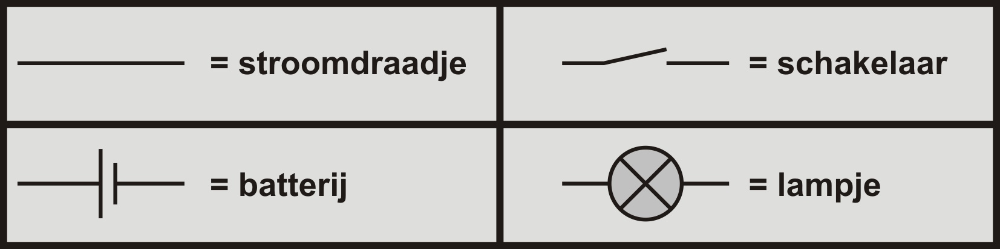 = stroomdraadje
= schakelaar
= batterij
= lampje